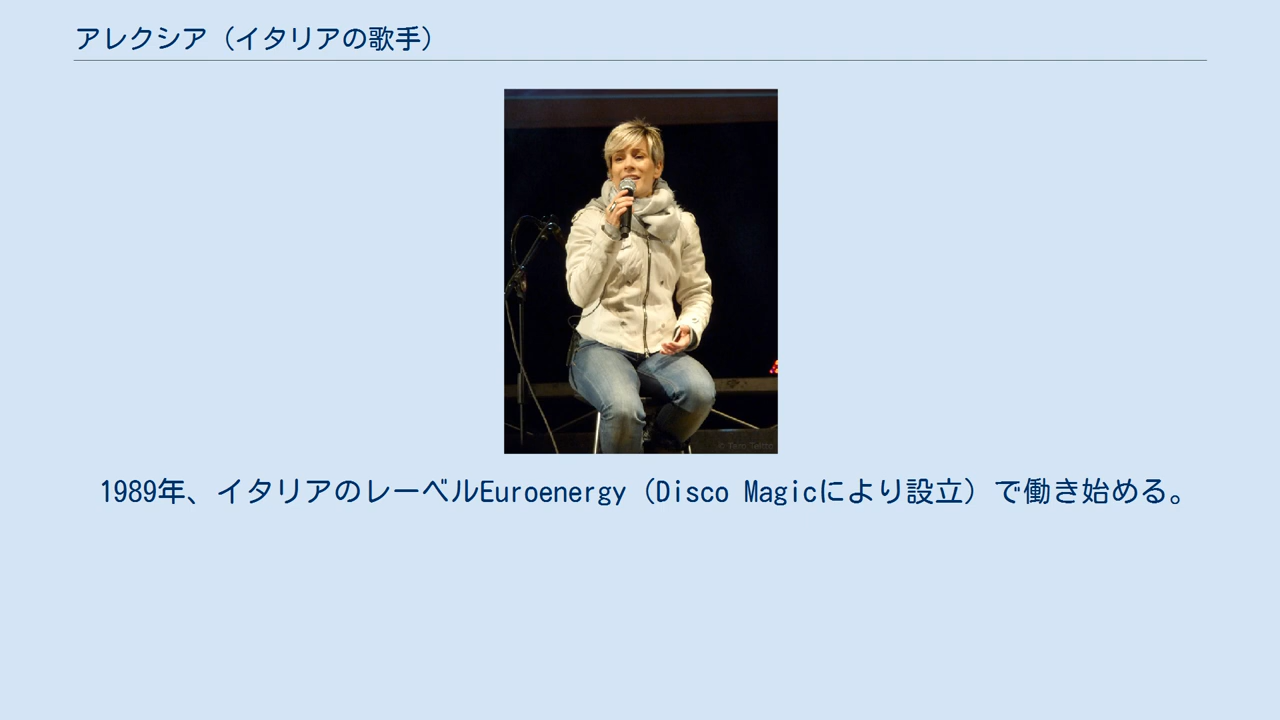 アレクシア（イタリアの歌手）
1989年、イタリアのレーベルEuroenergy（Disco Magicにより設立）で働き始める。